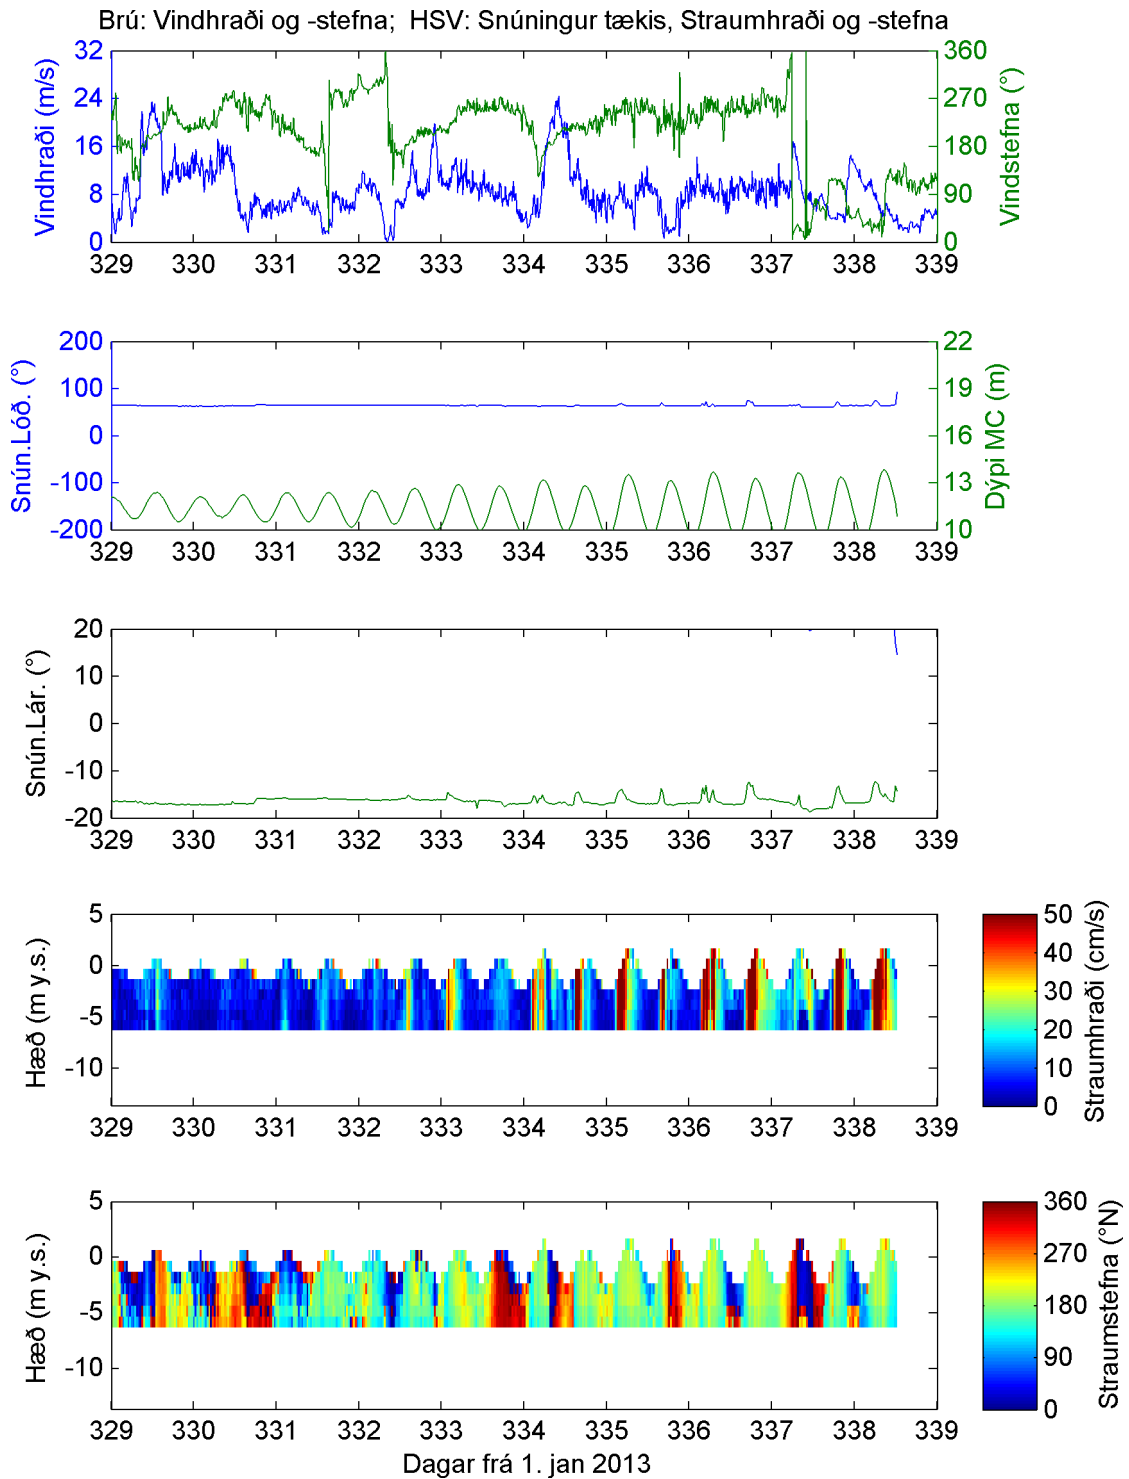 Brú: Vindhraði og -stefna; HSV: Snúningur tækis, Straumhraði og -stefna
Vindhraði (m/s)
32
24
16
8
0
360
270
180
90
0
Vindstefna (°)
329 330 331 332 333 334 335 336 337 338 339
Snún.Lóð. (°)
200
100
0
-100
-200
22
19
16
13
10
Dýpi MC (m)
329 330 331 332 333 334 335 336 337 338 339
Snún.Lár. (°)
20
10
0
-10
-20
329 330 331 332 333 334 335 336 337 338 339
Hæð (m y.s.)
5
0
-5
-10
329 330 331 332 333 334 335 336 337 338 339
50
40
30
20
10
0
Straumhraði (cm/s)
Hæð (m y.s.)
5
0
-5
-10
329 330 331 332 333 334 335 336 337 338 339
360
270
180
90
0
Straumstefna (°N)
Dagar frá 1. jan 2013